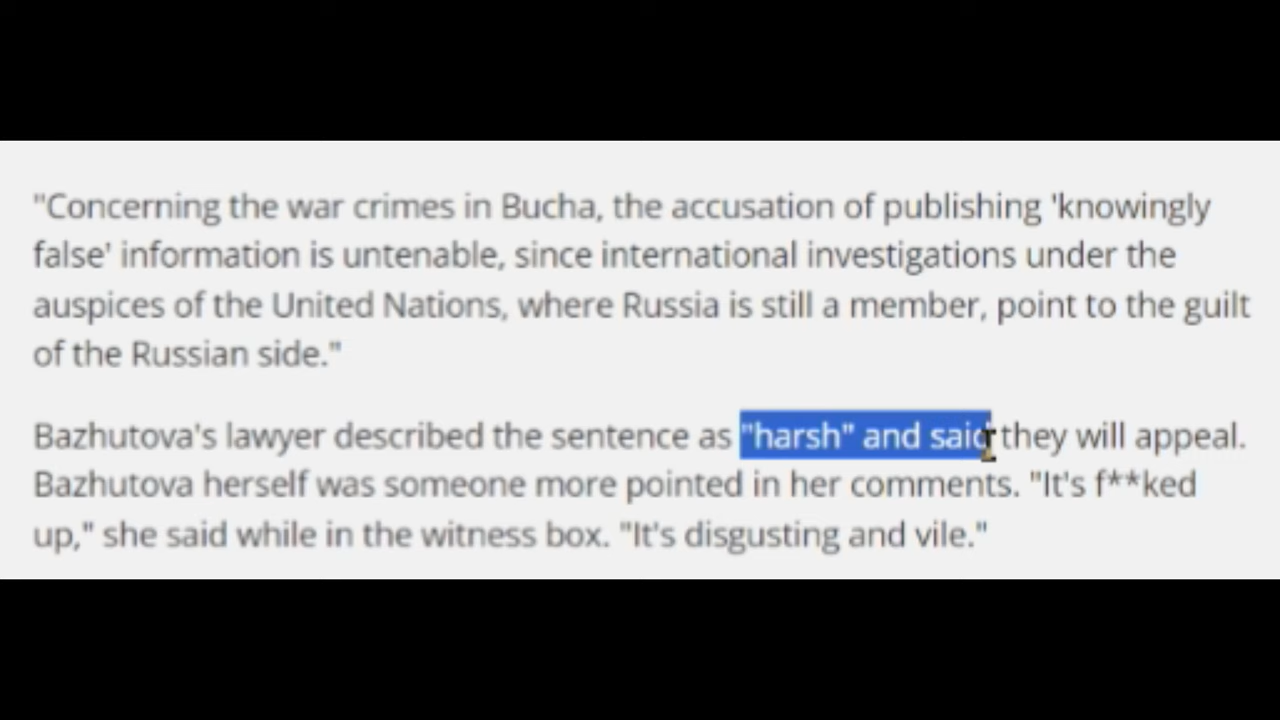 "Concerning the war crimes in Bucha, the accusation of publishing 'knowingly
false' information is untenable, since international investigations under the
auspices of the United Nations, where Russia is still a member, point to the guilt
of the Russian side."
Bazhutova's lawyer described the sentence as "harsh" and said they will appeal.
Bazhutova herself was someone more pointed in her comments. "It's f**ked
up," she said while in the witness box. "It's disgusting and vile."